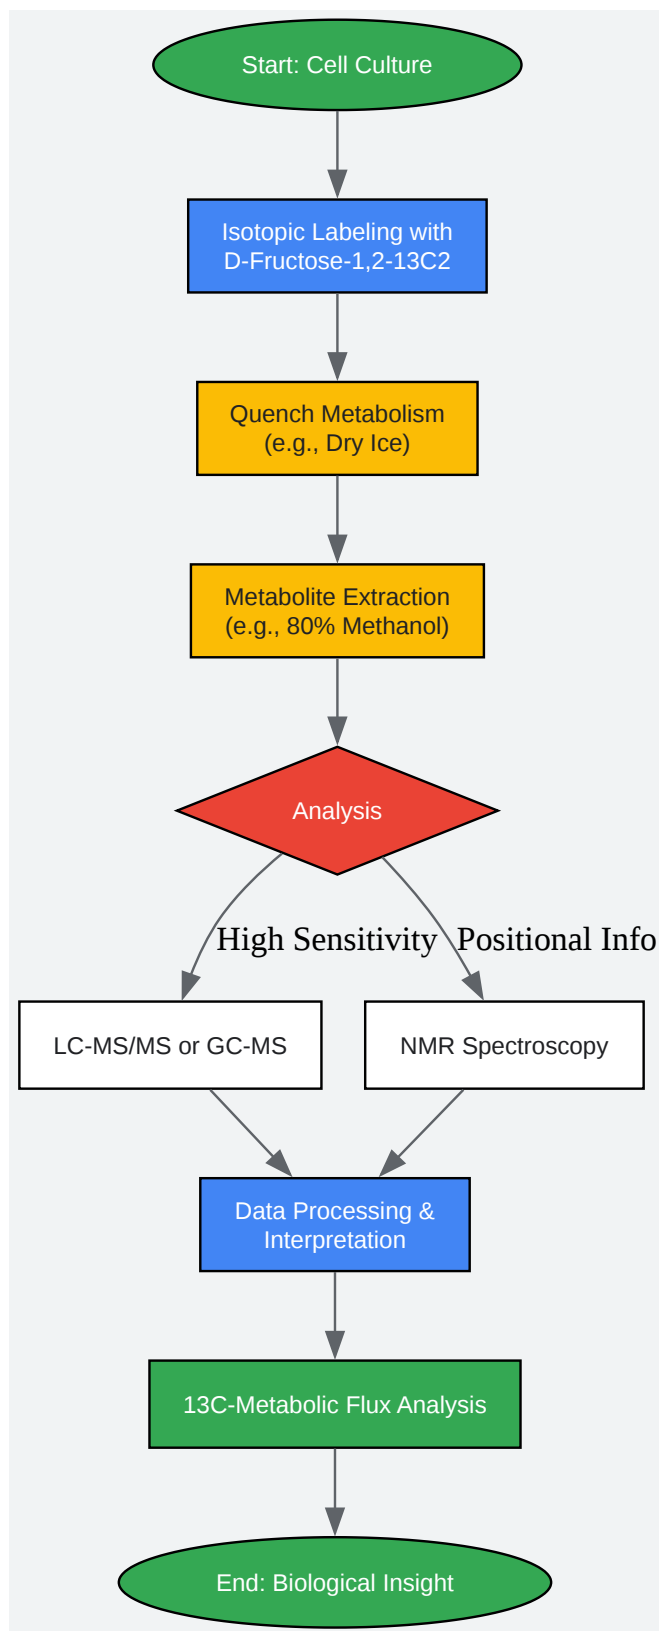 Start: Cell Culture
Isotopic Labeling with
D-Fructose-1,2-13C2
Quench Metabolism
(e.g., Dry Ice)
Metabolite Extraction
(e.g., 80% Methanol)
Analysis
High Sensitivity
Positional Info
LC-MS/MS or GC-MS
NMR Spectroscopy
Data Processing &
Interpretation
13C-Metabolic Flux Analysis
End: Biological Insight